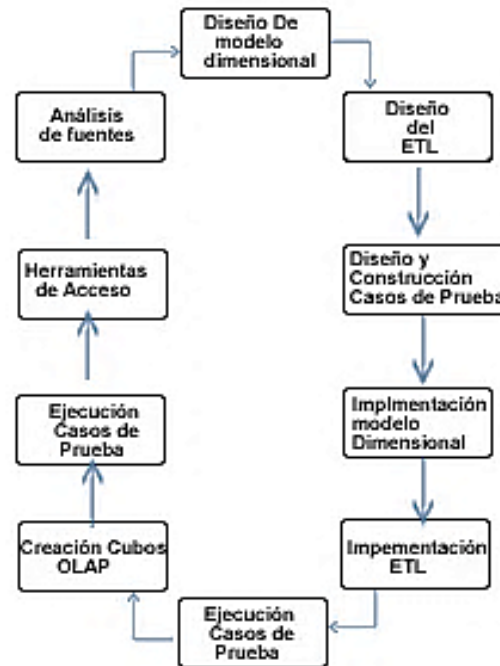 Diseño De
modelo
dimensional
Análisis
de fuentes
Diseño
del
ETL
Herramientas
de Acceso
Diseño y
Construcción
Casos de Prueba
Ejecución
Casos de
Prueba
Implmentación
modelo
Dimensional
Creación Cubos
OLAP
Impementación
ETL
Ejecución
Casos de
Prueba